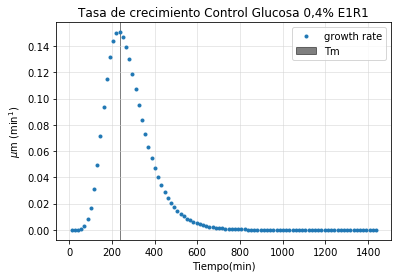 Tasa de crecimiento Control Glucosa 0,4% E1R1
growth rate
Tm
μm (min¹)
0.14
0.12
0.10
0.08
0.06
0.04
0.02
0.00
0 200 400 600 800 1000 1200 1400
Tiempo(min)